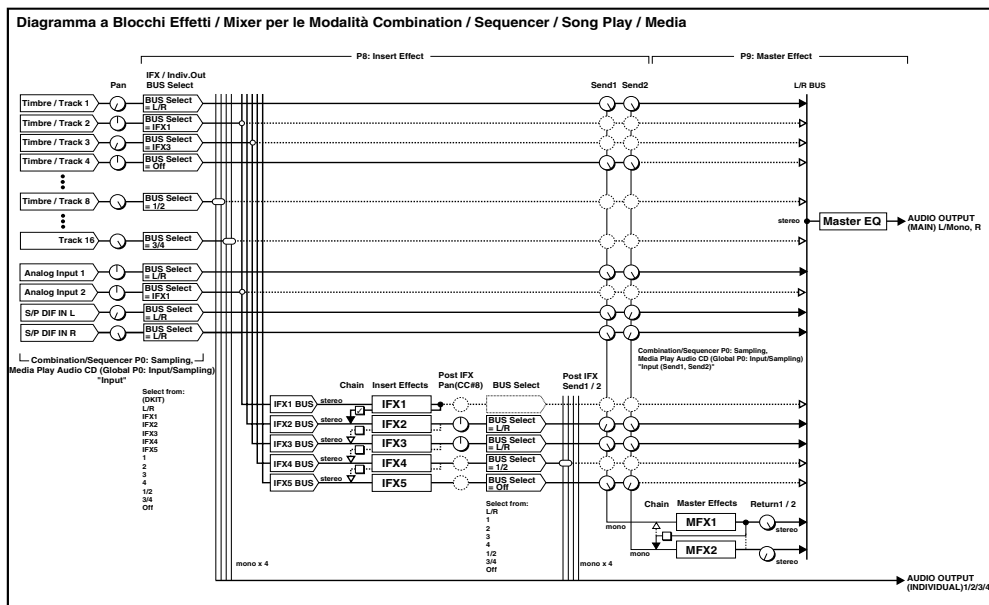 Diagramma a Blocchi Effetti / Mixer per le Modalità Combination / Sequencer / Song Play / Media
P8: Insert Effect
P9: Master Effect
Pan
IFX / Indiv.Out
BUS Select
Send1
Send2
L/R BUS
Timbre / Track 1
BUS Select
= L/R
Timbre / Track 2
BUS Select
= IFX1
Timbre / Track 3
BUS Select
= IFX3
Timbre / Track 4
BUS Select
= Off
Timbre / Track 8
BUS Select
= 1/2
Track 16
BUS Select
= 3/4
stereo
Master EQ
AUDIO OUTPUT
(MAIN) L/Mono, R
Analog Input 1
BUS Select
= L/R
Analog Input 2
BUS Select
= IFX1
S/P DIF IN L
BUS Select
= L/R
S/P DIF IN R
BUS Select
= L/R
Combination/Sequencer P0: Sampling,
Media Play Audio CD (Global P0: Input/Sampling)
"Input"
Combination/Sequencer P0: Sampling,
Media Play Audio CD (Global P0: Input/Sampling)
"Input (Send1, Send2)"
Select from:
(DKIT)
L/R
IFX1
IFX2
IFX3
IFX4
IFX5
1
2
3
4
1/2
3/4
Off
Chain
Insert Effects
Post IFX
Pan(CC#8)
BUS Select
Post IFX
Send1 / 2
IFX1 BUS
stereo
IFX1
IFX2 BUS
stereo
IFX2
BUS Select
= L/R
IFX3 BUS
stereo
IFX3
BUS Select
= L/R
IFX4 BUS
stereo
IFX4
BUS Select
= 1/2
IFX5 BUS
stereo
IFX5
BUS Select
= Off
Select from:
L/R
1
2
3
4
1/2
3/4
Off
Chain
Master Effects
Return1 / 2
mono
MFX1
stereo
mono
MFX2
stereo
mono x 4
mono x 4
AUDIO OUTPUT
(INDIVIDUAL)1/2/3/4